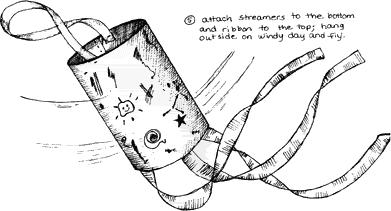 ⑤ attach streamers to the bottom
and ribbon to the top; hang
outside on windy day and fly.